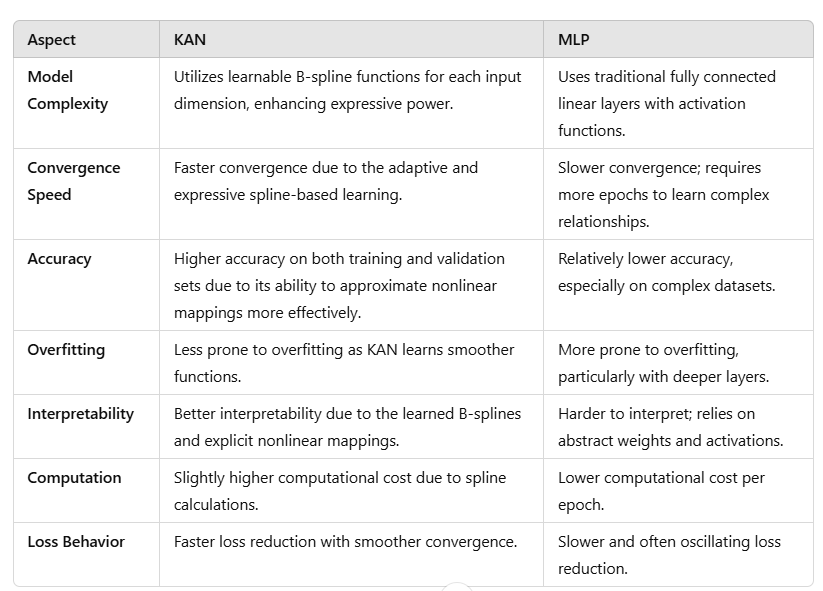 Aspect KAN MLP
Model Complexity
Utilizes learnable B-spline functions for each input
dimension, enhancing expressive power.
Uses traditional fully connected
linear layers with activation
functions.
Convergence Speed
Faster convergence due to the adaptive and
expressive spline-based learning.
Slower convergence; requires
more epochs to learn complex
relationships.
Accuracy
Higher accuracy on both training and validation
sets due to its ability to approximate nonlinear
mappings more effectively.
Relatively lower accuracy,
especially on complex datasets.
Overfitting
Less prone to overfitting as KAN learns smoother
functions.
More prone to overfitting,
particularly with deeper layers.
Interpretability
Better interpretability due to the learned B-splines
and explicit nonlinear mappings.
Harder to interpret; relies on
abstract weights and activations.
Computation
Slightly higher computational cost due to spline
calculations.
Lower computational cost per
epoch.
Loss Behavior
Faster loss reduction with smoother convergence.
Slower and often oscillating loss
reduction.